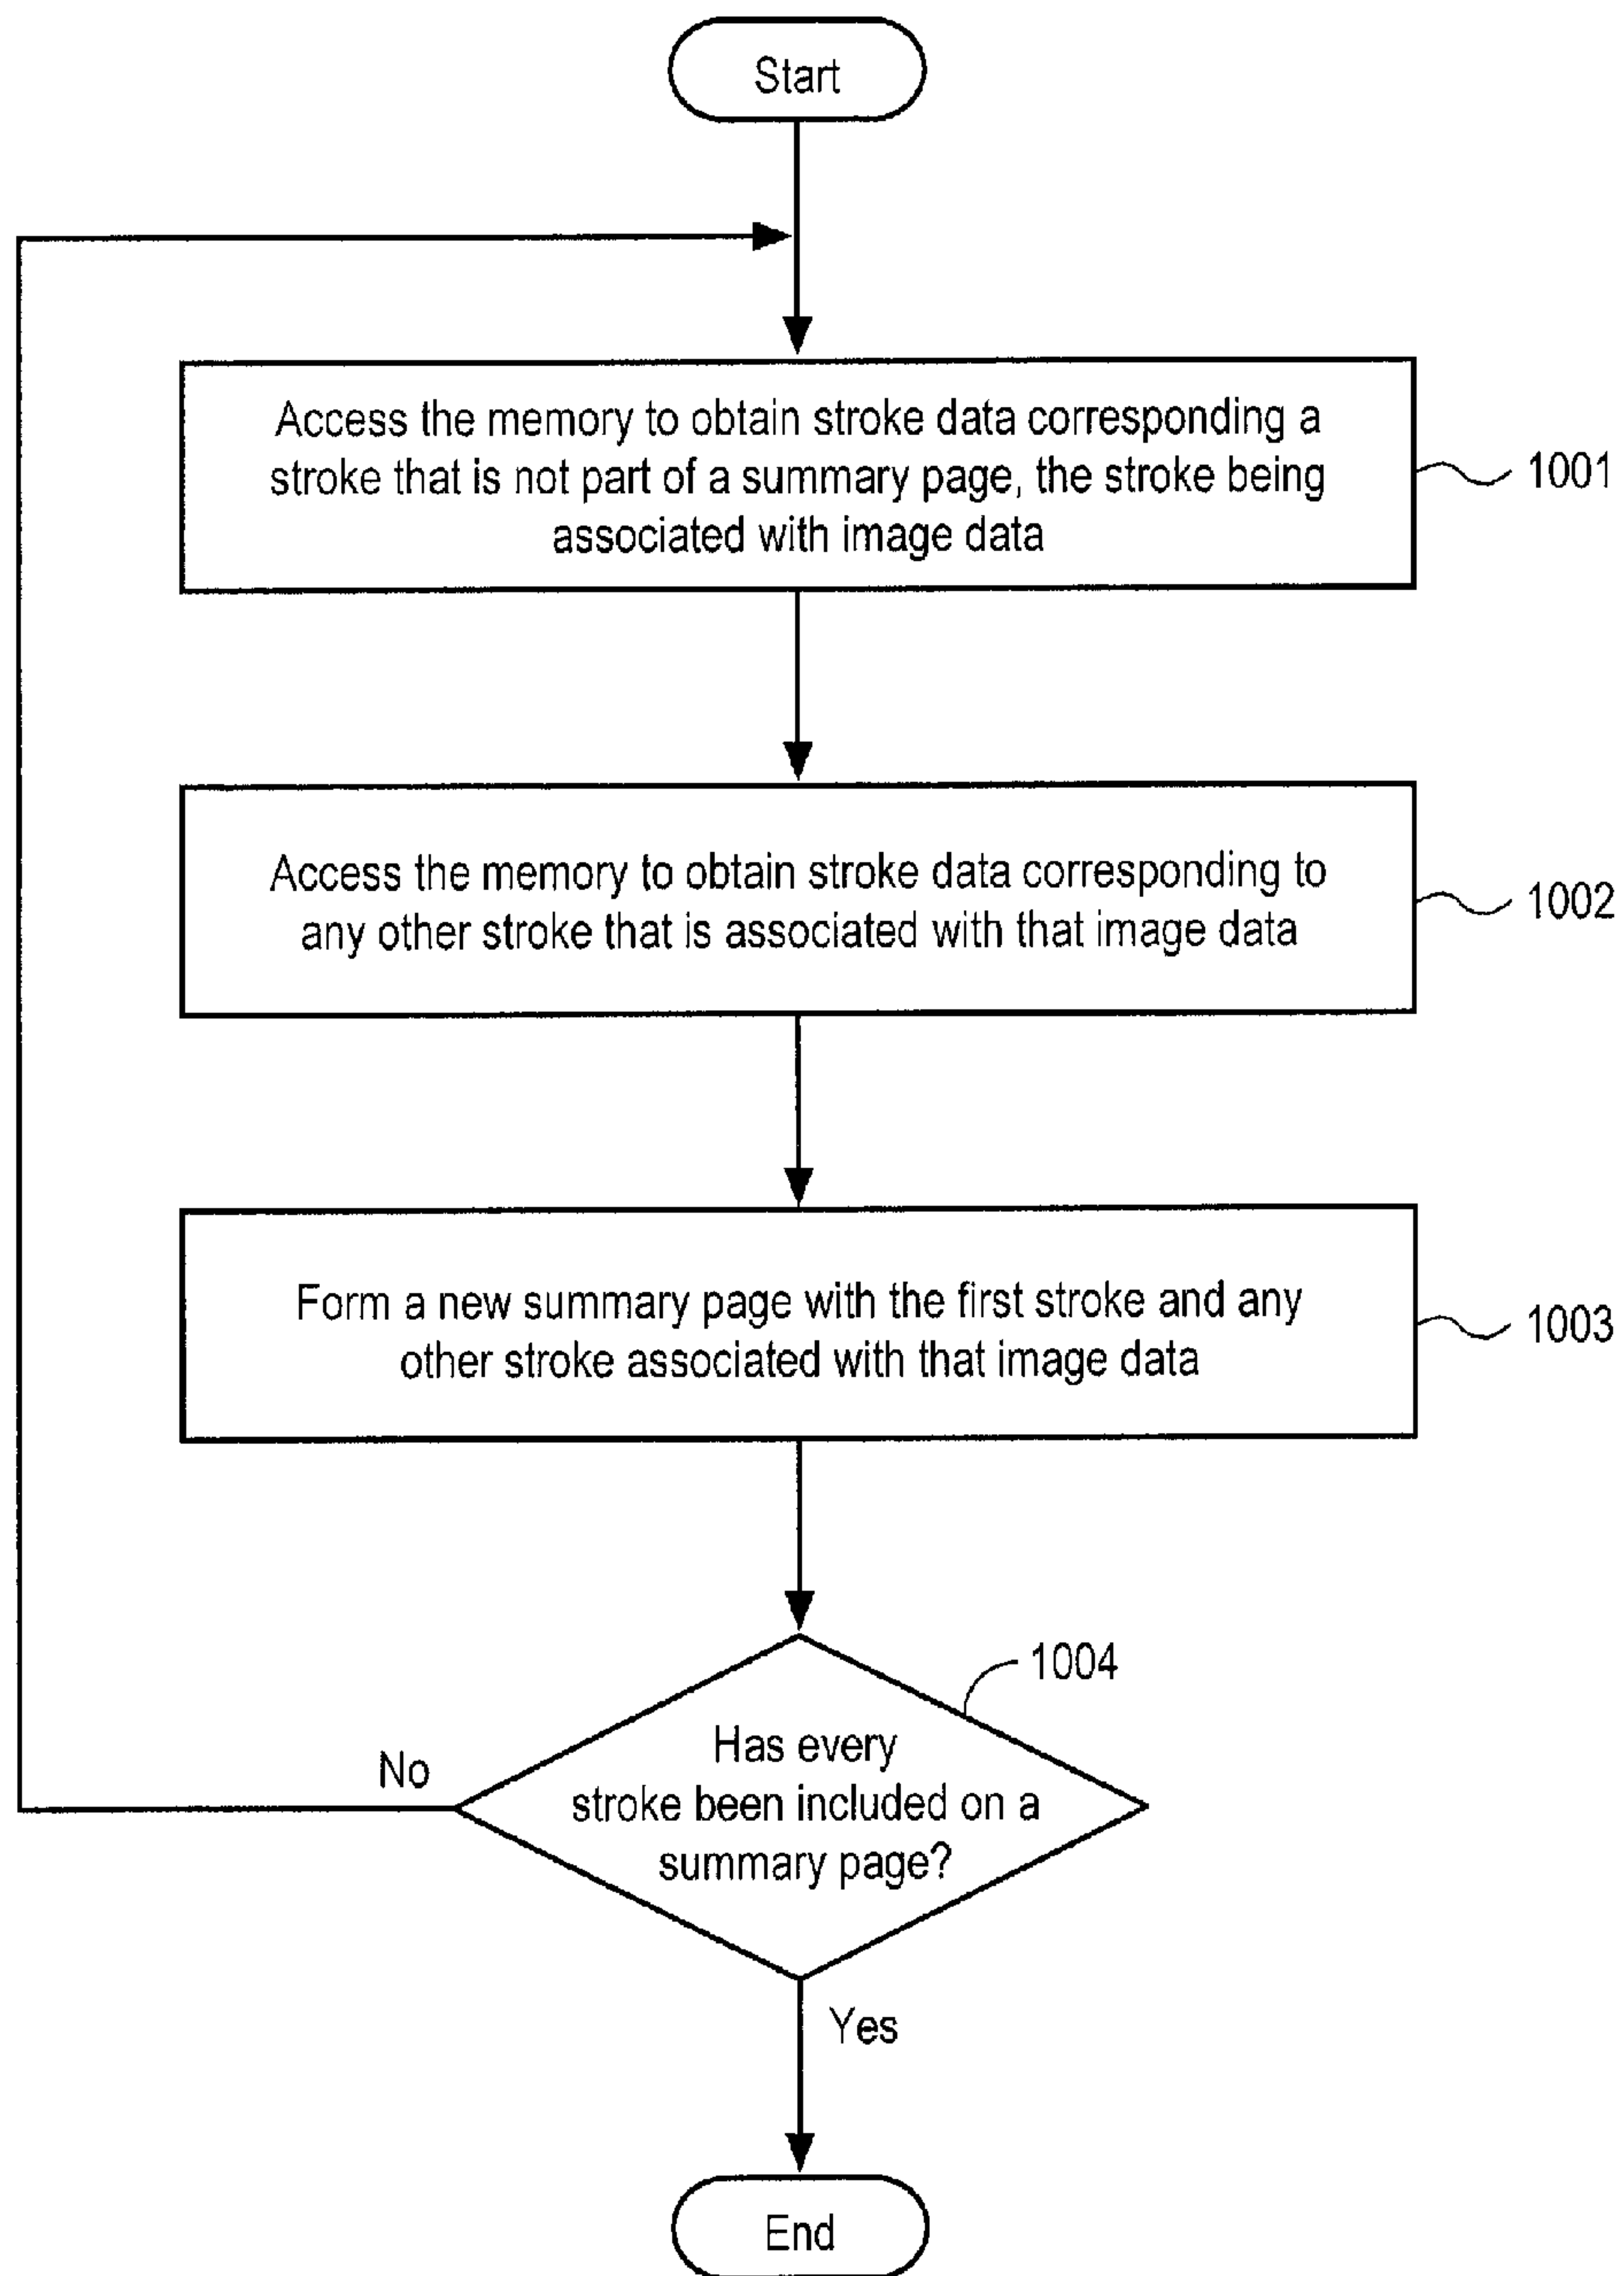 Start
Access the memory to obtain stroke data corresponding a
stroke that is not part of a summary page, the stroke being
associated with image data
1001
Access the memory to obtain stroke data corresponding to
any other stroke that is associated with that image data
1002
Form a new summary page with the first stroke and any
other stroke associated with that image data
1003
1004
Has every
stroke been included on a
summary page?
No
Yes
End